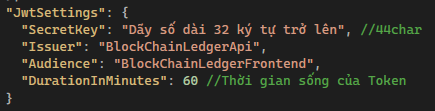 "JwtSettings": {
"SecretKey": "Dãy số dài 32 ký tự trở lên", //44char
"Issuer": "BlockChainLedgerApi",
"Audience": "BlockChainLedgerFrontend",
"DurationInMinutes": 60 //Thời gian sống của Token
}